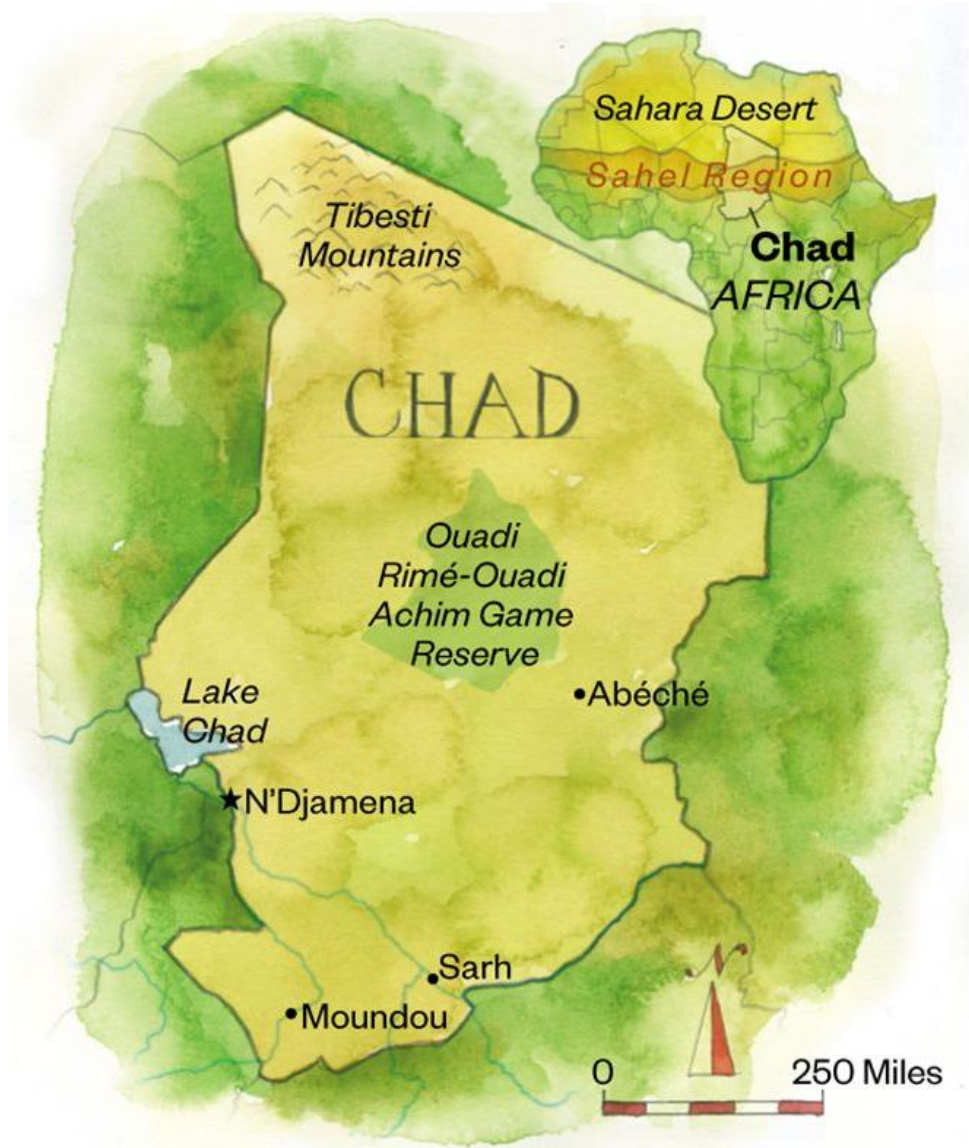 Sahara Desert
Sahel Region
Chad
AFRICA
Tibesti
Mountains
CHAD
Ouadi
Rimé-Ouadi
Achim Game
Reserve
Abéché
Lake
Chad
N'Djamena
Sarh
Moundou
N
0 250 Miles